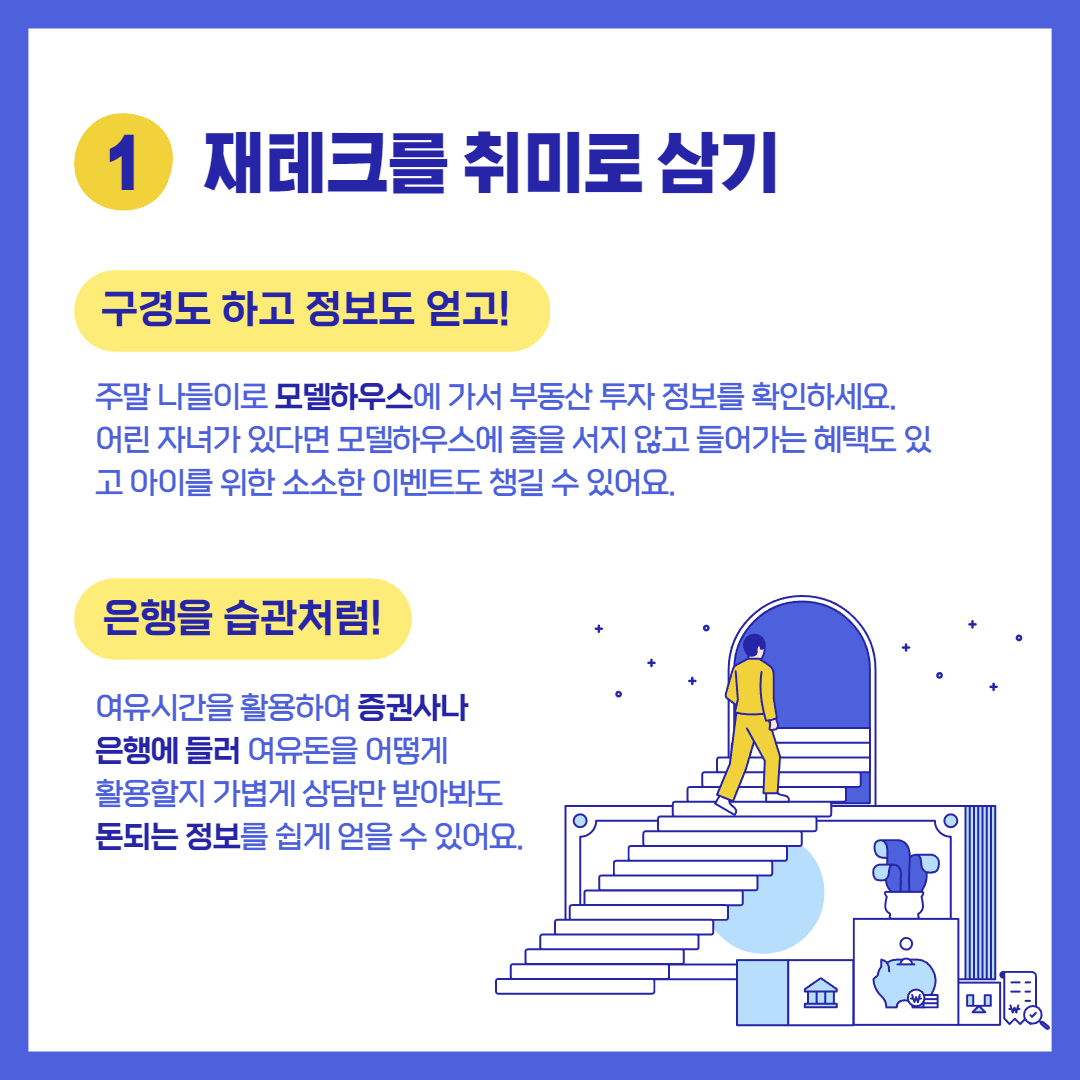 1 재테크를 취미로 삼기
구경도 하고 정보도 얻고!
주말 나들이로 모델하우스에 가서 부동산 투자 정보를 확인하세요.
어린 자녀가 있다면 모델하우스에 줄을 서지 않고 들어가는 혜택도 있
고 아이를 위한 소소한 이벤트도 챙길 수 있어요.
은행을 습관처럼!
여유시간을 활용하여 증권사나
은행에 들러 여유돈을 어떻게
활용할지 가볍게 상담만 받아봐도
돈되는 정보를 쉽게 얻을 수 있어요.
₩
₩